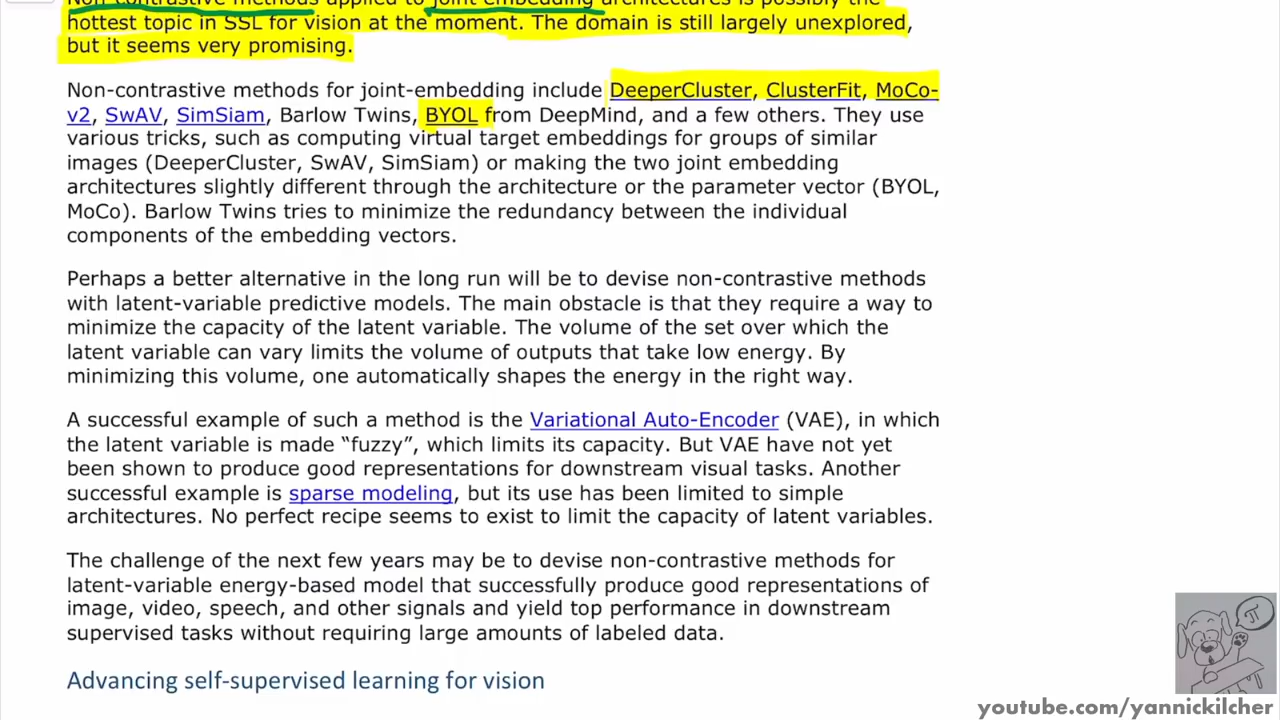 Non-contrastive methods applied to joint-embedding architectures is possibly the
hottest topic in SSL for vision at the moment. The domain is still largely unexplored,
but it seems very promising.
Non-contrastive methods for joint-embedding include DeeperCluster, ClusterFit, MoCo-
v2, SwAV, SimSiam, Barlow Twins, BYOL from DeepMind, and a few others. They use
various tricks, such as computing virtual target embeddings for groups of similar
images (DeeperCluster, SwAV, SimSiam) or making the two joint embedding
architectures slightly different through the architecture or the parameter vector (BYOL,
MoCo). Barlow Twins tries to minimize the redundancy between the individual
components of the embedding vectors.
Perhaps a better alternative in the long run will be to devise non-contrastive methods
with latent-variable predictive models. The main obstacle is that they require a way to
minimize the capacity of the latent variable. The volume of the set over which the
latent variable can vary limits the volume of outputs that take low energy. By
minimizing this volume, one automatically shapes the energy in the right way.
A successful example of such a method is the Variational Auto-Encoder (VAE), in which
the latent variable is made “fuzzy”, which limits its capacity. But VAE have not yet
been shown to produce good representations for downstream visual tasks. Another
successful example is sparse modeling, but its use has been limited to simple
architectures. No perfect recipe seems to exist to limit the capacity of latent variables.
The challenge of the next few years may be to devise non-contrastive methods for
latent-variable energy-based model that successfully produce good representations of
image, video, speech, and other signals and yield top performance in downstream
supervised tasks without requiring large amounts of labeled data.
Advancing self-supervised learning for vision
π
youtube.com/yannickilcher